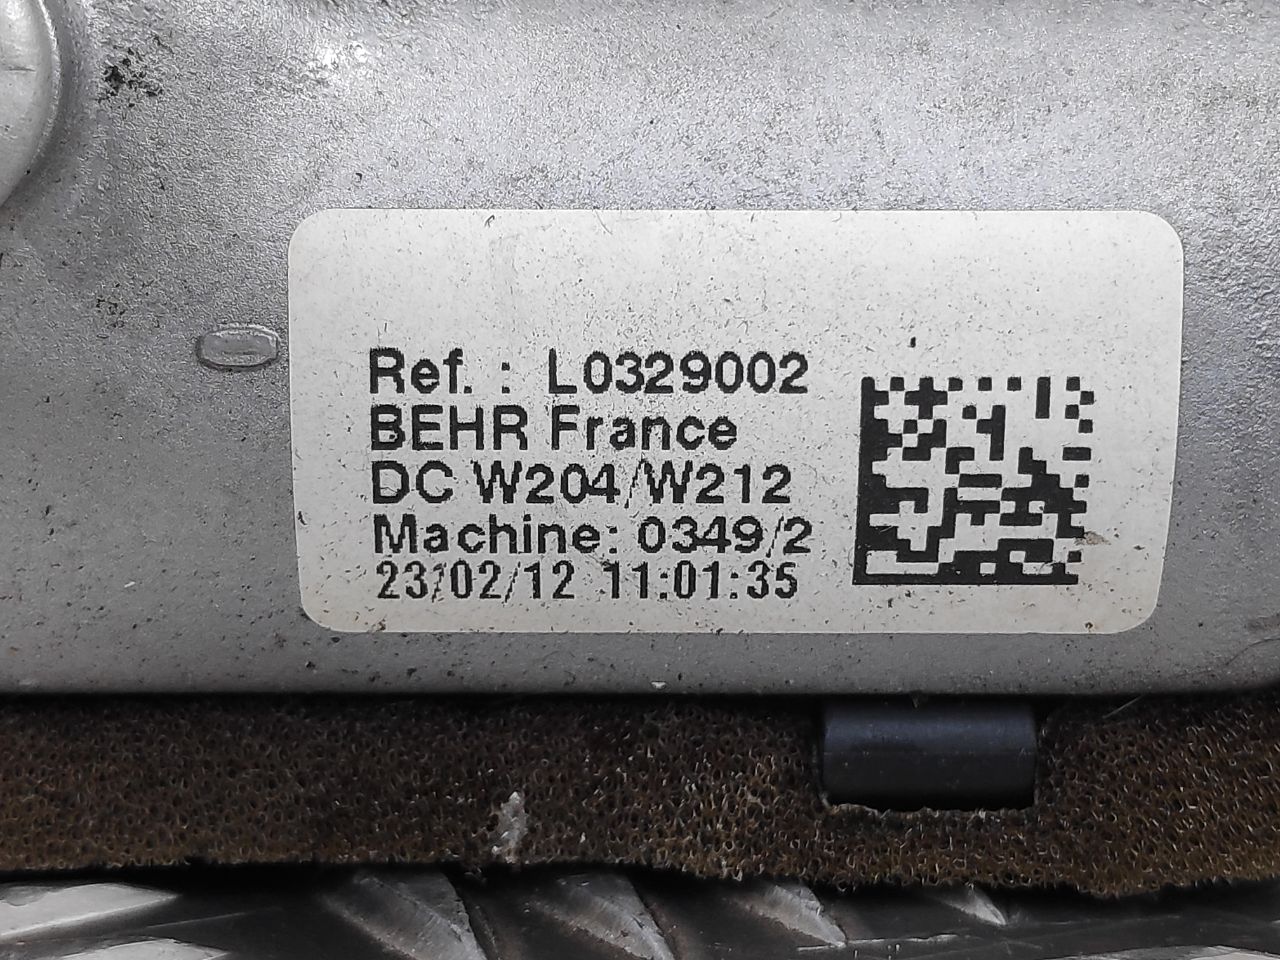 Ref. : L0329002
BEHR France
DC W204/W212
Machine: 0349/2
23/02/12 11:01:35